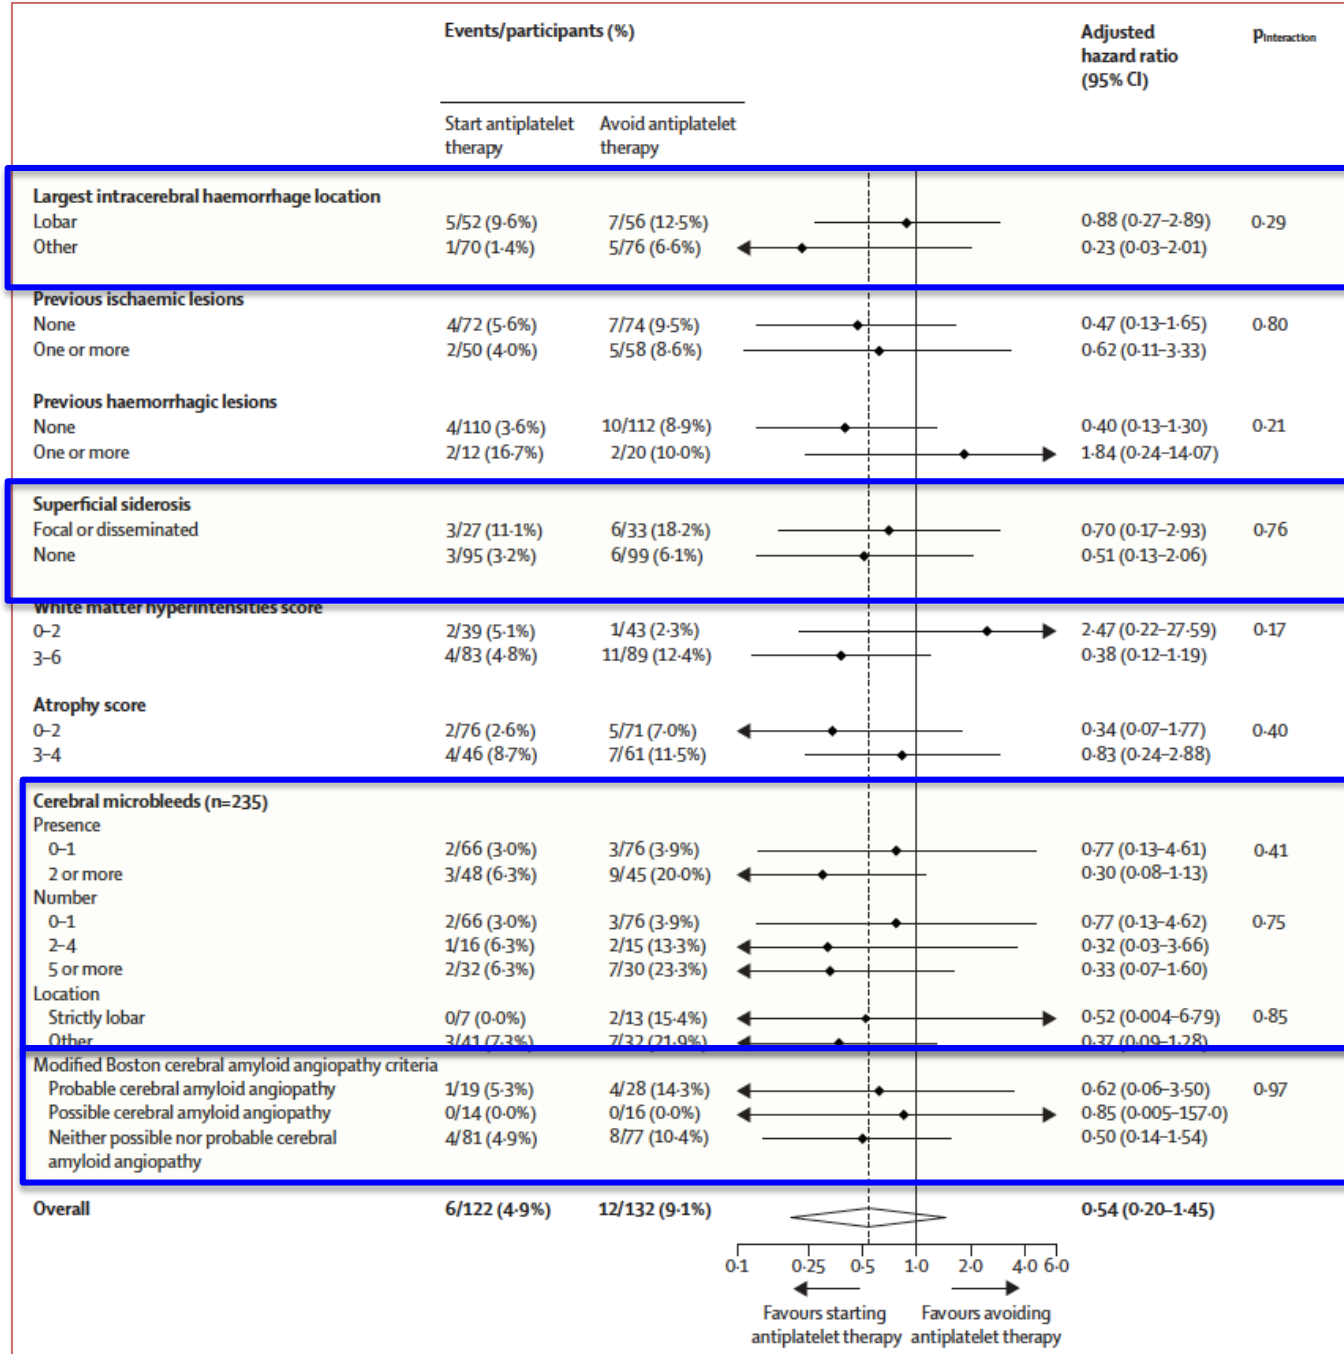 Events/participants (%)
Adjusted hazard ratio (95% CI)
pinteraction
Start antiplatelet therapy
Avoid antiplatelet therapy
Largest intracerebral haemorrhage location
Lobar 5/52 (9·6%) 7/56 (12·5%) 0·88 (0·27–2·89) 0·29
Other 1/70 (1·4%) 5/76 (6·6%) 0·23 (0·03–2·01)
Previous ischaemic lesions
None 4/72 (5·6%) 7/74 (9·5%) 0·47 (0·13–1·65) 0·80
One or more 2/50 (4·0%) 5/58 (8·6%) 0·62 (0·11–3·33)
Previous haemorrhagic lesions
None 4/110 (3·6%) 10/112 (8·9%) 0·40 (0·13–1·30) 0·21
One or more 2/12 (16·7%) 2/20 (10·0%) 1·84 (0·24–14·07)
Superficial siderosis
Focal or disseminated 3/27 (11·1%) 6/33 (18·2%) 0·70 (0·17–2·93) 0·76
None 3/95 (3·2%) 6/99 (6·1%) 0·51 (0·13–2·06)
White matter hyperintensities score
0–2 2/39 (5·1%) 1/43 (2·3%) 2·47 (0·22–27·59) 0·17
3–6 4/83 (4·8%) 11/89 (12·4%) 0·38 (0·12–1·19)
Atrophy score
0–2 2/76 (2·6%) 5/71 (7·0%) 0·34 (0·07–1·77) 0·40
3–4 4/46 (8·7%) 7/61 (11·5%) 0·83 (0·24–2·88)
Cerebral microbleeds (n=235)
Presence
0–1 2/66 (3·0%) 3/76 (3·9%) 0·77 (0·13–4·61) 0·41
2 or more 3/48 (6·3%) 9/45 (20·0%) 0·30 (0·08–1·13)
Number
0–1 2/66 (3·0%) 3/76 (3·9%) 0·77 (0·13–4·62) 0·75
2–4 1/16 (6·3%) 2/15 (13·3%) 0·32 (0·03–3·66)
5 or more 2/32 (6·3%) 7/30 (23·3%) 0·33 (0·07–1·60)
Location
Strictly lobar 0/7 (0·0%) 2/13 (15·4%) 0·52 (0·004–6·79) 0·85
Other 3/41 (7·3%) 7/32 (21·9%) 0·37 (0·09–1·28)
Modified Boston cerebral amyloid angiopathy criteria
Probable cerebral amyloid angiopathy 1/19 (5·3%) 4/28 (14·3%) 0·62 (0·06–3·50) 0·97
Possible cerebral amyloid angiopathy 0/14 (0·0%) 0/16 (0·0%) 0·85 (0·005–157·0)
Neither possible nor probable cerebral 4/81 (4·9%) 8/77 (10·4%) 0·50 (0·14–1·54)
amyloid angiopathy
Overall 6/122 (4·9%) 12/132 (9·1%) 0·54 (0·20–1·45)
0·1 0·25 0·5 1·0 2·0 4·0 6·0
Favours starting antiplatelet therapy
Favours avoiding antiplatelet therapy